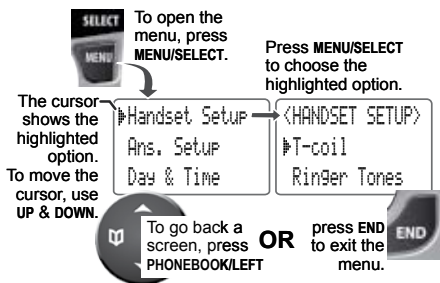 SELECT
MENU
To open the
menu, press
MENU/SELECT.
Press MENU/SELECT
to choose the
highlighted option.
The cursor
shows the
highlighted
option.
To move the
cursor, use
UP & DOWN.
Handset Setup
Ans. Setup
Day & Time
<HANDSET SETUP>
T-coil
Ringer Tones
To go back a
screen, press
PHONEBOOK/LEFT
OR
press END
to exit the
menu.
END